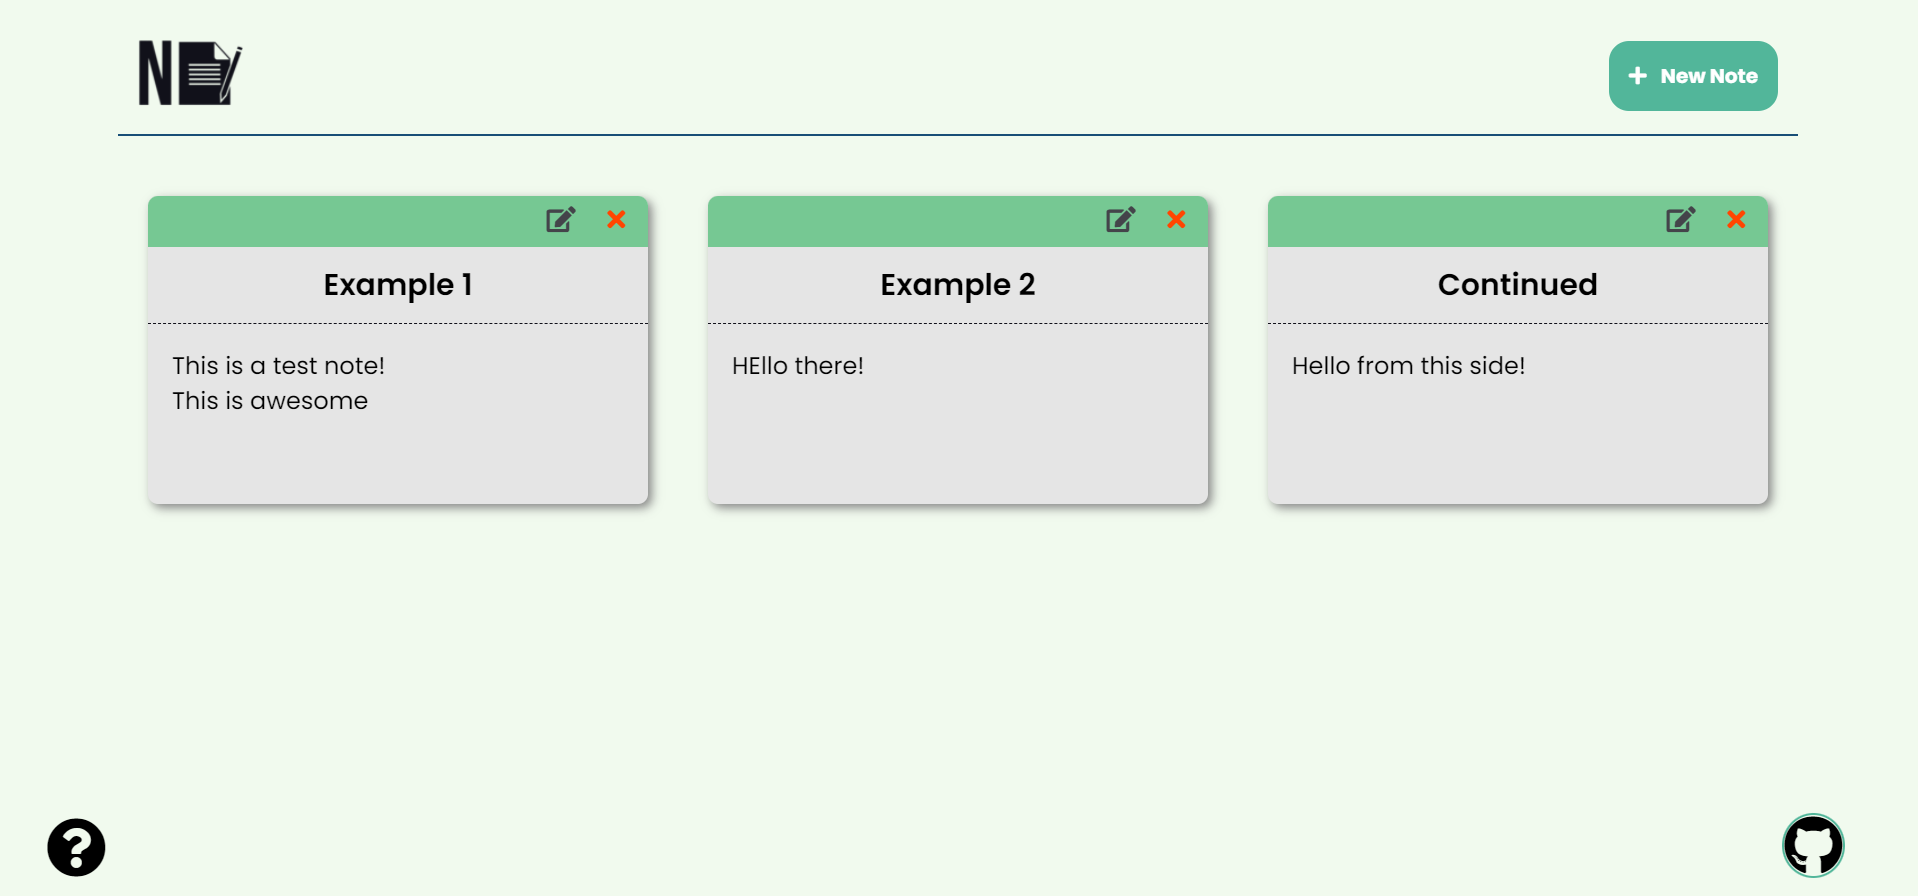 N
New Note
Example 1
This is a test note!
This is awesome
Example 2
HEllo there!
Continued
Hello from this side!
?